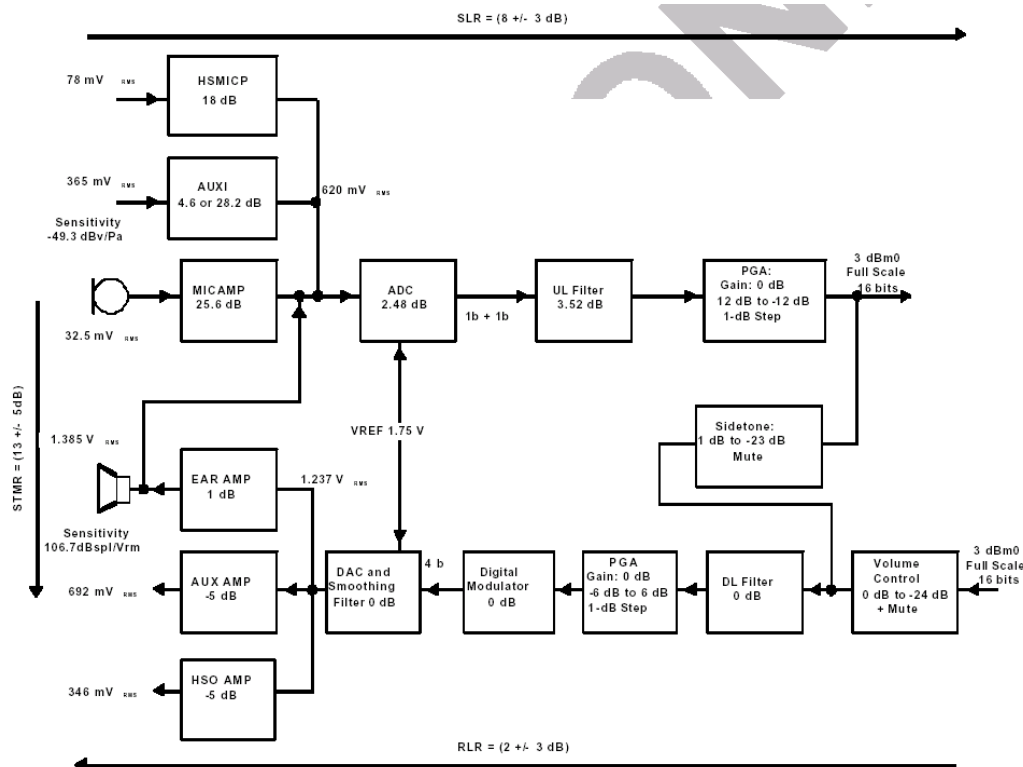 SLR = (8 +/- 3 dB)
78 mV RMS
HSMICP
18 dB
365 mV RMS
AUXI
4.6 or 28.2 dB
620 mV RMS
Sensitivity
-49.3 dBv/Pa
MICAMP
25.6 dB
32.5 mV RMS
ADC
2.48 dB
1b + 1b
UL Filter
3.52 dB
PGA:
Gain: 0 dB
12 dB to -12 dB
1-dB Step
3 dBm0
Full Scale
16 bits
STMR = (13 +/- 5dB)
VREF 1.75 V
Sidetone:
1 dB to -23 dB
Mute
1.385 V RMS
EAR AMP
1 dB
1.237 V RMS
Sensitivity
106.7dBspl/Vrm
692 mV RMS
AUX AMP
-5 dB
DAC and
Smoothing
Filter 0 dB
4 b
Digital
Modulator
0 dB
PGA
Gain: 0 dB
-6 dB to 6 dB
1-dB Step
DL Filter
0 dB
Volume
Control
0 dB to -24 dB
+ Mute
3 dBm0
Full Scale
16 bits
346 mV RMS
HSO AMP
-5 dB
RLR = (2 +/- 3 dB)